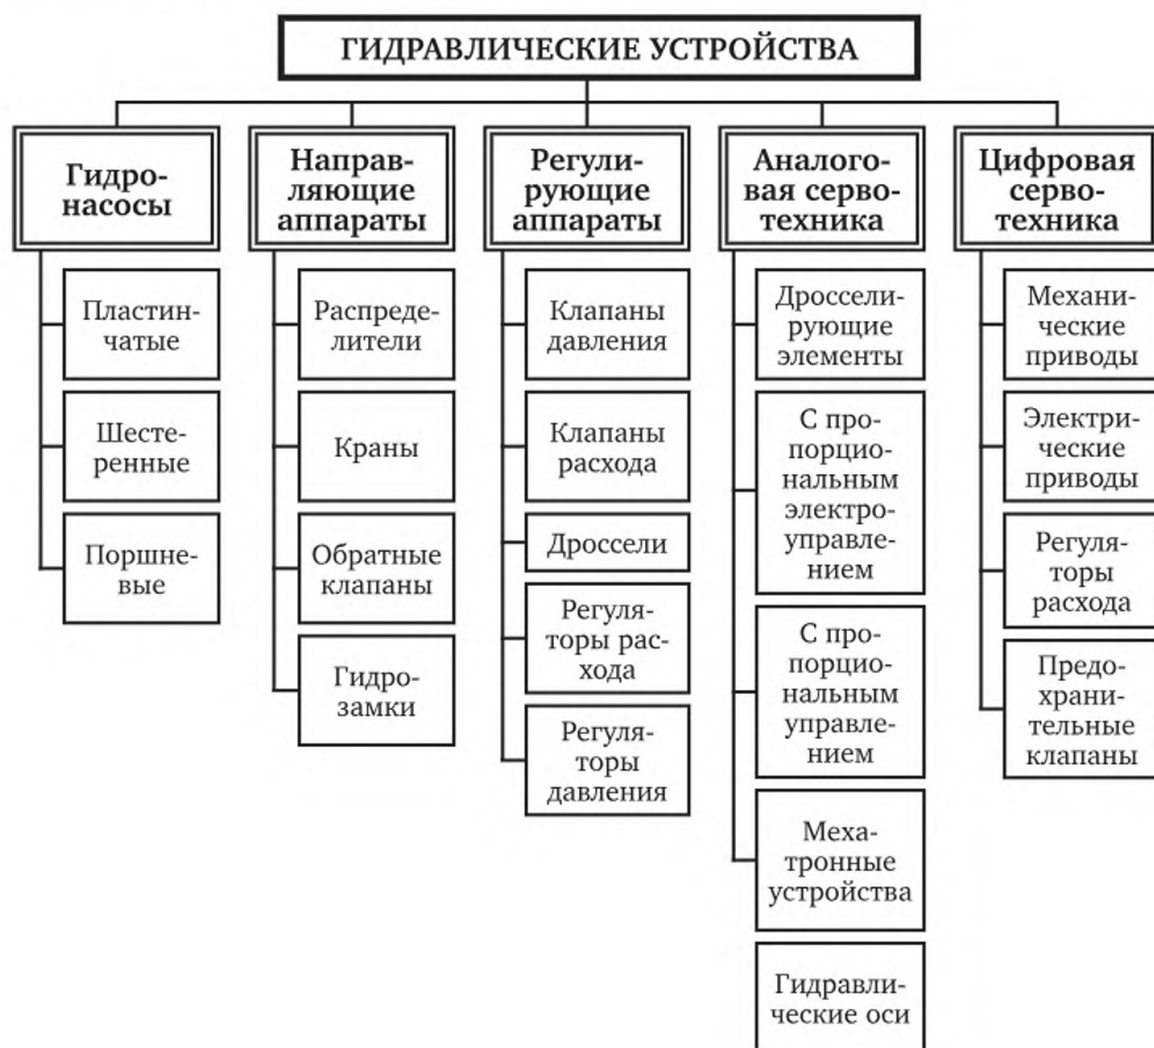 ГИДРАВЛИЧЕСКИЕ УСТРОЙСТВА
Гидро-
насосы
Пластин-
чатые
Шесте-
ренные
Поршне-
вые
Направ-
ляющие
аппараты
Распреде-
лители
Краны
Обратные
клапаны
Гидро-
замки
Регули-
рующие
аппараты
Клапаны
давления
Клапаны
расхода
Дроссели
Регуля-
торы рас-
хода
Регуля-
торы
давления
Аналого-
вая серво-
техника
Дроссели-
рующие
элементы
С про-
порцио-
нальным
электро-
управле-
нием
С про-
порцио-
нальным
управле-
нием
Меха-
тронные
устройства
Гидравли-
ческие оси
Цифровая
серво-
техника
Механи-
ческие
приводы
Электри-
ческие
приводы
Регуля-
торы
расхода
Предо-
храни-
тельные
клапаны